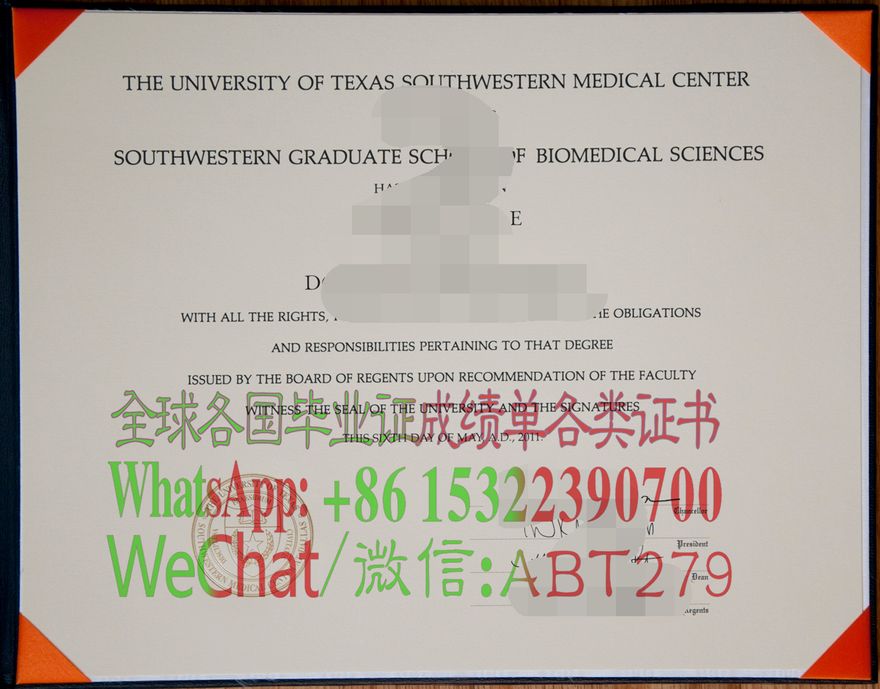 THE UNIVERSITY OF TEXAS SOUTHWESTERN MEDICAL CENTER
SOUTHWESTERN GRADUATE OF BIOMEDICAL SCIENCES
WITH ALL THE RIGHTS, OBLIGATIONS
AND RESPONSIBILITIES PERTAINING TO THAT DEGREE
ISSUED BY THE BOARD OF REGENTS UPON RECOMMENDATION OF THE FACULTY
全球各国毕业证成绩单各类证书
WITNESS THE SEAL OF THE UNIVERSITY AND THE SIGNATURES
THIS SIXTH DAY OF MAY, A.D., 2011.
WhatsApp: +86 15322390700
Chancellor
President
WeChat/微信:ABT279
Dean